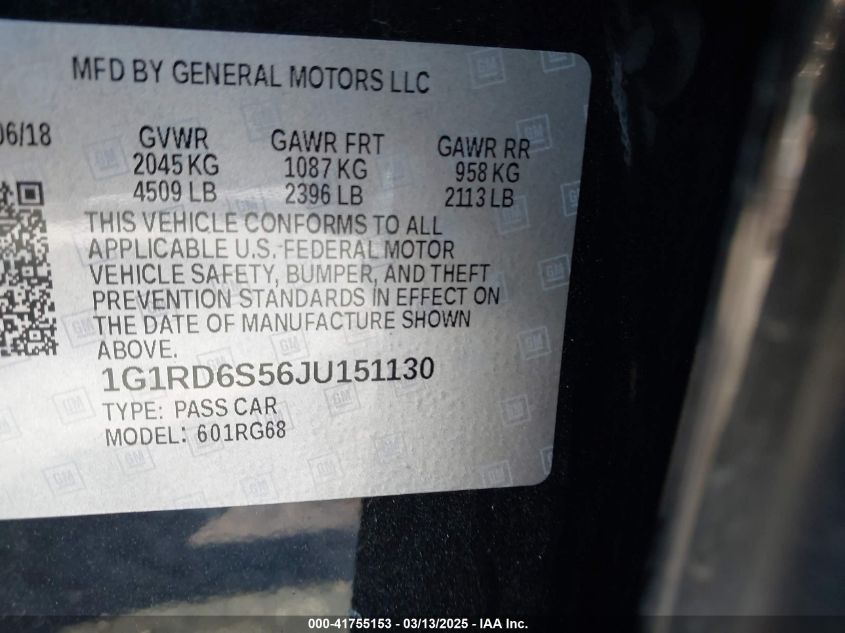 MFD BY GENERAL MOTORS LLC
06/18 GVWR GAWR FRT GAWR RR
2045 KG 1087 KG 958 KG
4509 LB 2396 LB 2113 LB
THIS VEHICLE CONFORMS TO ALL
APPLICABLE U.S. FEDERAL MOTOR
VEHICLE SAFETY, BUMPER, AND THEFT
PREVENTION STANDARDS IN EFFECT ON
THE DATE OF MANUFACTURE SHOWN
ABOVE.
1G1RD6S56JU151130
TYPE: PASS CAR
MODEL: 601RG68
000-41755153 - 03/13/2025 - IAA Inc.